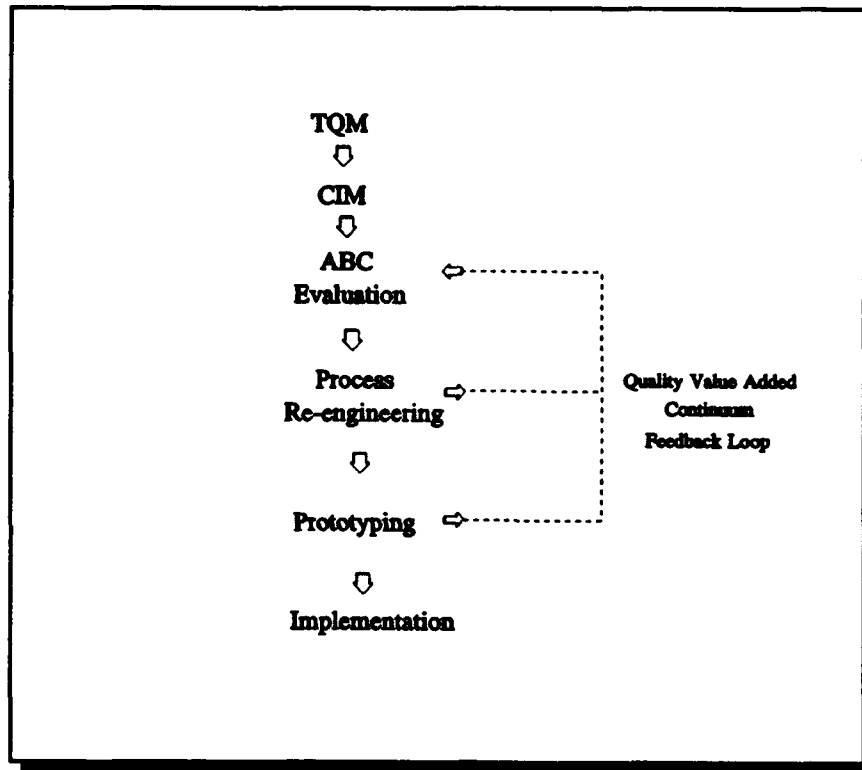 TQM
CIM
ABC
Evaluation
Process
Re-engineering
Prototyping
Implementation
Quality Value Added
Continuum
Feedback Loop